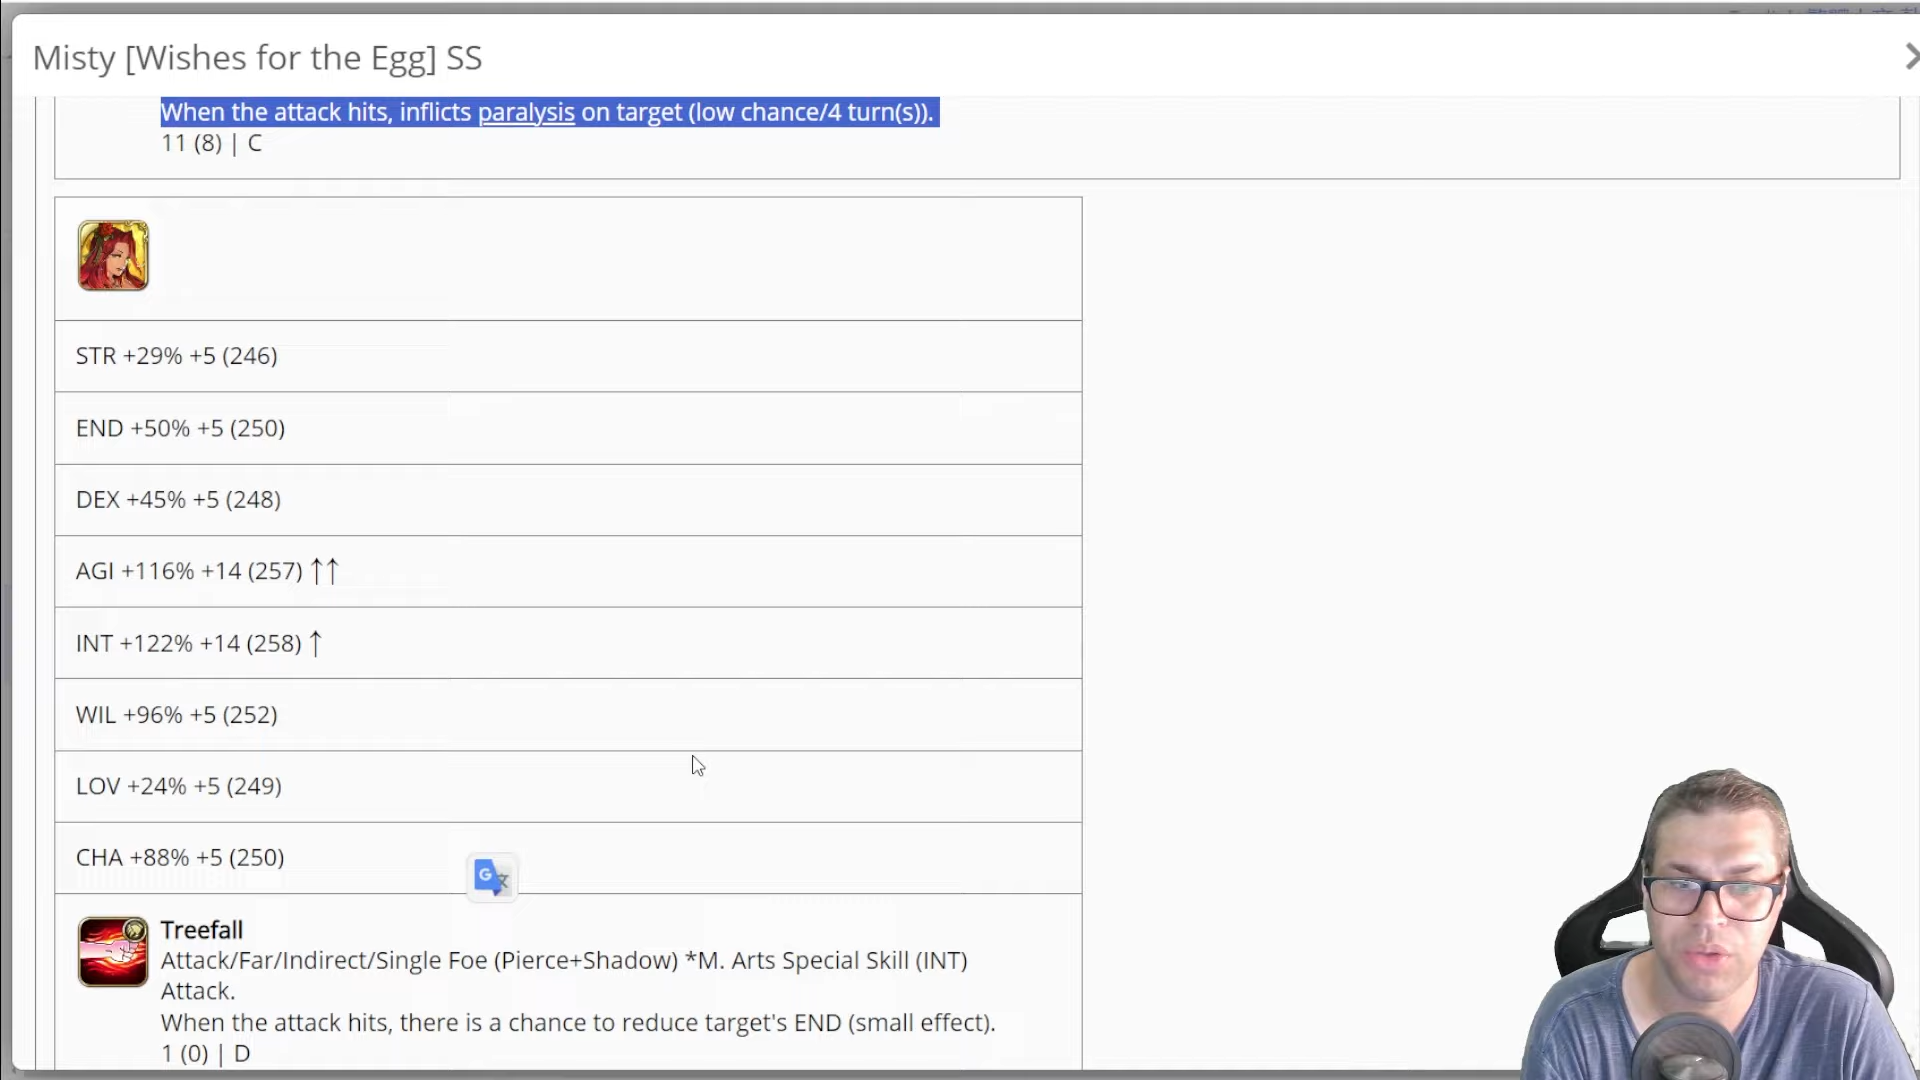 Misty [Wishes for the Egg] SS
When the attack hits, inflicts paralysis on target (low chance/4 turn(s)).
11 (8) | C
STR +29% +5 (246)
END +50% +5 (250)
DEX +45% +5 (248)
AGI +116% +14 (257) ↑↑
INT +122% +14 (258) ↑
WIL +96% +5 (252)
LOV +24% +5 (249)
CHA +88% +5 (250)
Treefall
Attack/Far/Indirect/Single Foe (Pierce+Shadow) *M. Arts Special Skill (INT)
Attack.
When the attack hits, there is a chance to reduce target's END (small effect).
1 (0) | D